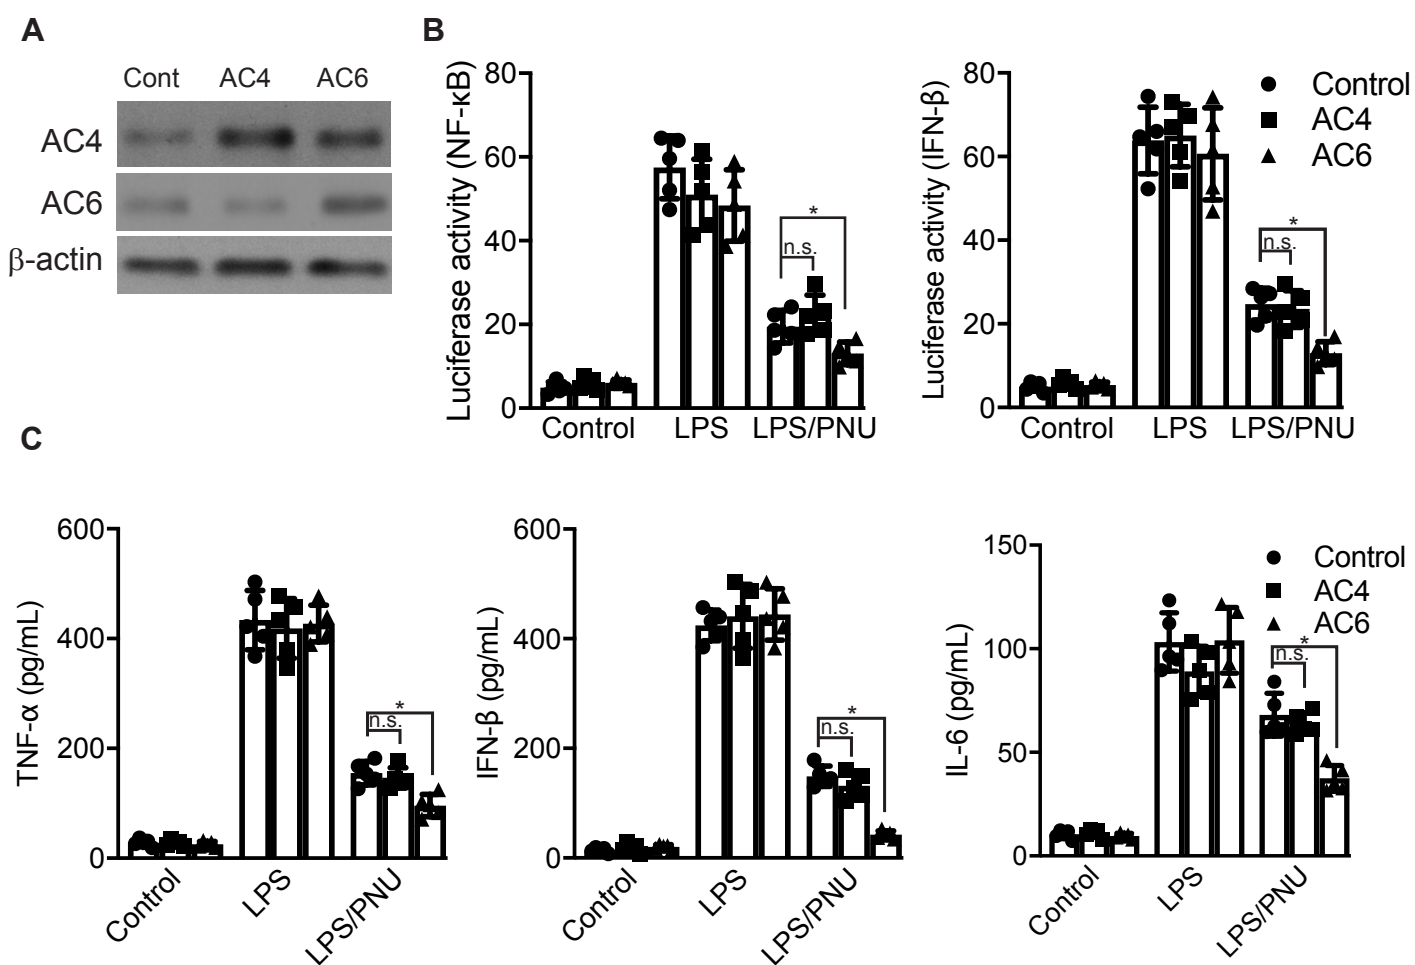 A
Cont AC4 AC6
AC4
AC6
β-actin
B
Luciferase activity (NF-κB)
80
60
40
20
0
*
n.s.
Control LPS LPS/PNU
Luciferase activity (IFN-β)
80
60
40
20
0
*
n.s.
Control LPS LPS/PNU
Control
AC4
AC6
C
TNF-α (pg/mL)
600
400
200
0
*
n.s.
Control LPS LPS/PNU
IFN-β (pg/mL)
600
400
200
0
*
n.s.
Control LPS LPS/PNU
IL-6 (pg/mL)
150
100
50
0
*
n.s.
Control LPS LPS/PNU
Control
AC4
AC6